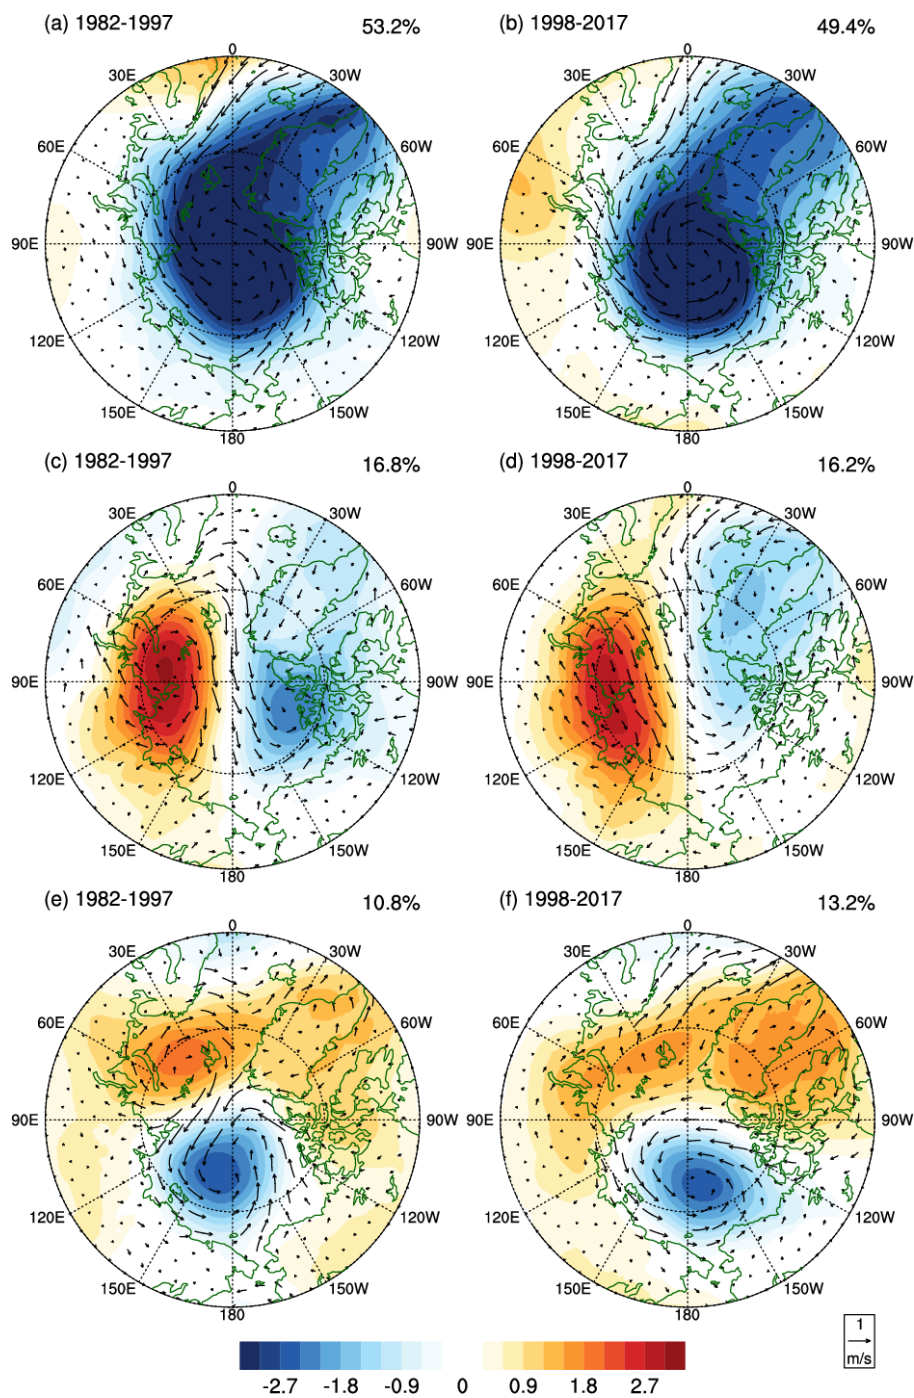 (a) 1982-1997 53.2% (b) 1998-2017 49.4%
0 0
30E 30W 30E 30W
60E 60W 60E 60W
90E 90W 90E 90W
120E 120W 120E 120W
150E 150W 150E 150W
180 180
(c) 1982-1997 16.8% (d) 1998-2017 16.2%
0 0
30E 30W 30E 30W
60E 60W 60E 60W
90E 90W 90E 90W
120E 120W 120E 120W
150E 150W 150E 150W
180 180
(e) 1982-1997 10.8% (f) 1998-2017 13.2%
0 0
30E 30W 30E 30W
60E 60W 60E 60W
90E 90W 90E 90W
120E 120W 120E 120W
150E 150W 150E 150W
180 180
1
m/s
-2.7 -1.8 -0.9 0 0.9 1.8 2.7